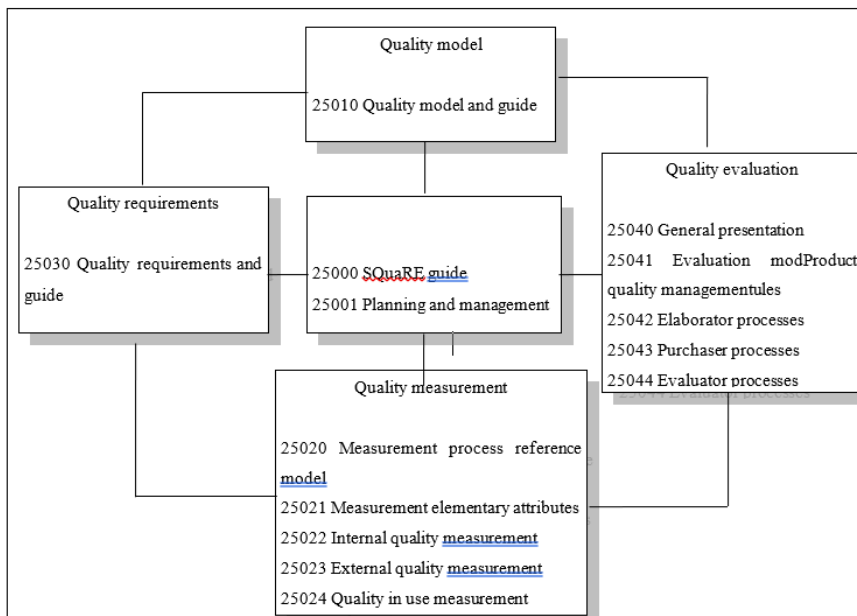 Quality model
25010 Quality model and guide
Quality requirements
25030 Quality requirements and
guide
25000 SQuaRE guide
25001 Planning and management
Quality evaluation
25040 General presentation
25041 Evaluation modProduct
quality managementules
25042 Elaborator processes
25043 Purchaser processes
25044 Evaluator processes
Quality measurement
25020 Measurement process reference
model
25021 Measurement elementary attributes
25022 Internal quality measurement
25023 External quality measurement
25024 Quality in use measurement